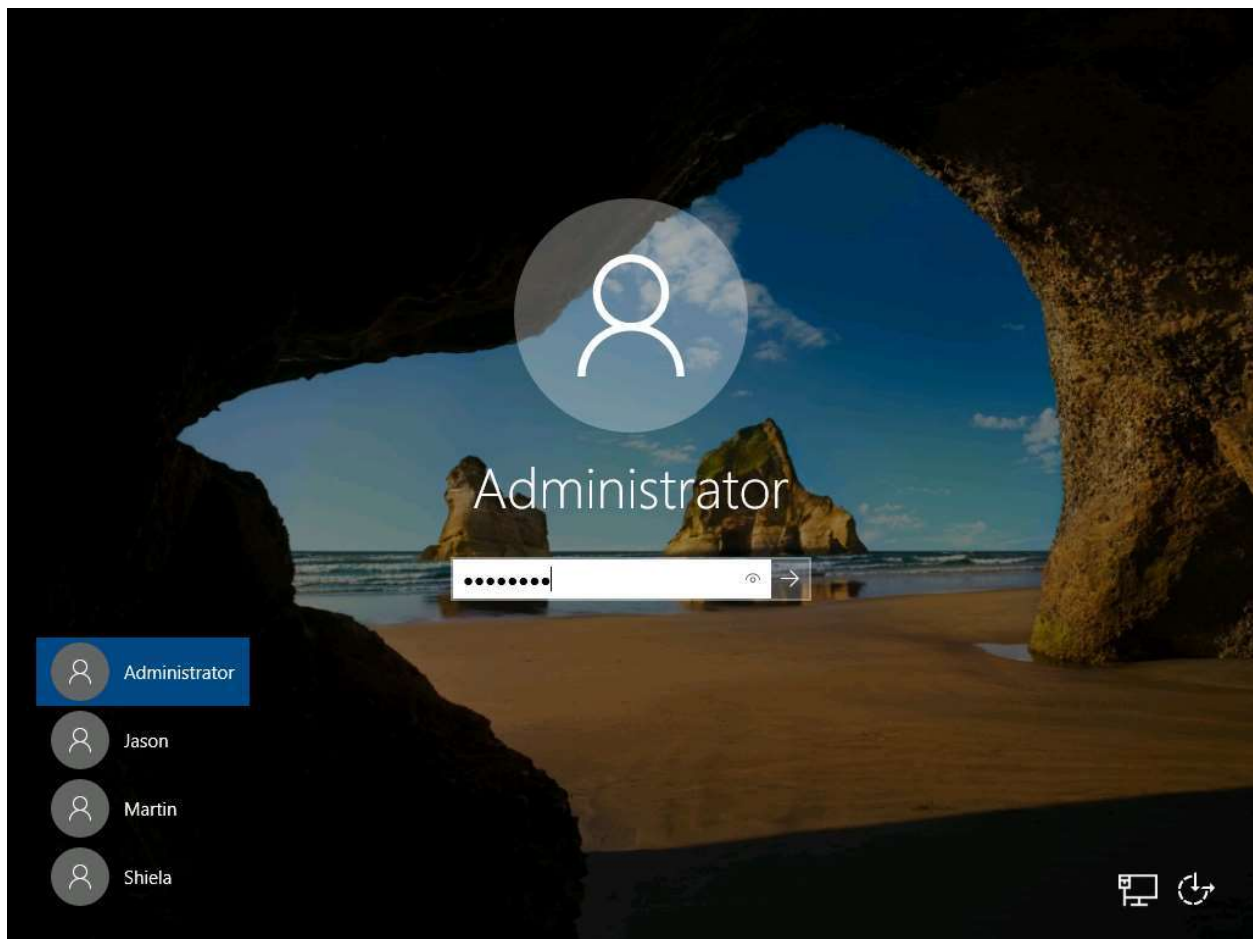 Administrator
••••••••
Administrator
Jason
Martin
Shiela